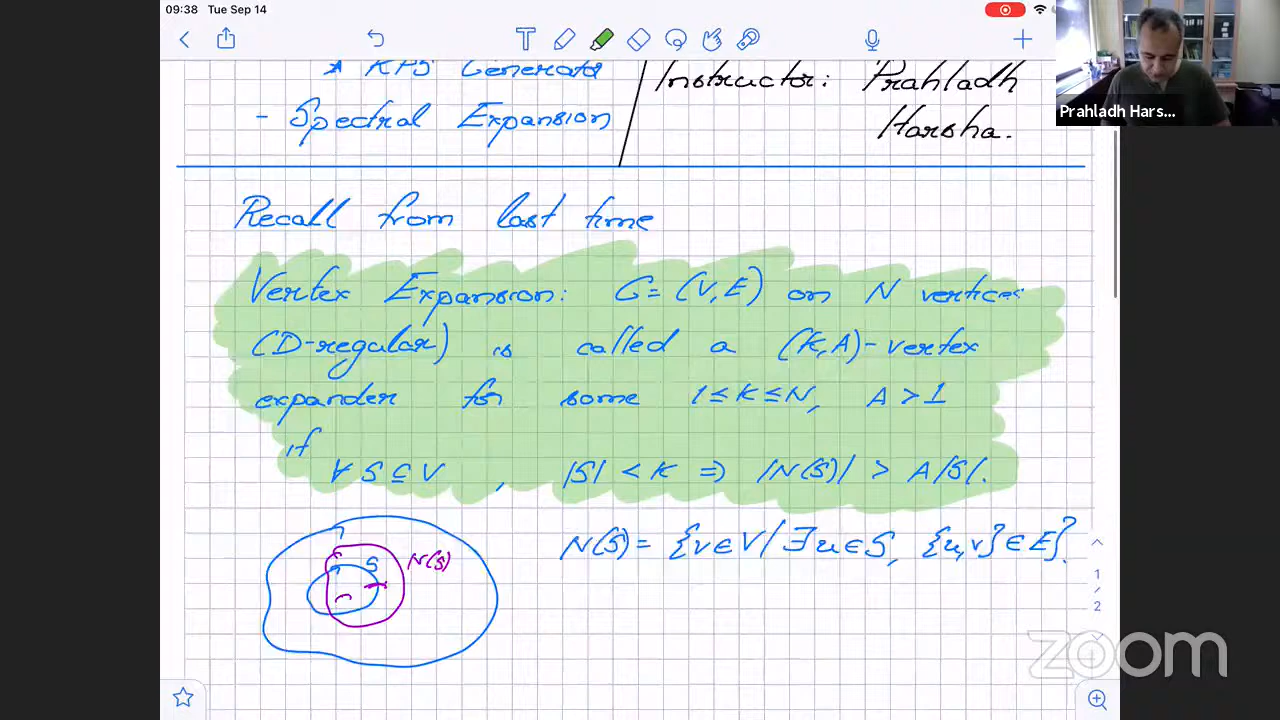 09:38 Tue Sep 14
Generator
Instructor: Prahladh
- Spectral Expansion
Harsha.
Prahladh Hars...
Recall from last time
Vertex Expansion: G=(V,E) on N vertices
(D-regular) is called a (K,A)-vertex
expander for some 1≤K≤N, A>1
if
∀ S⊆V, |S|<K ⇒ |N(S)| > A|S|.
N(S)= {v∈V/∃u∈S, {u,v}∈E}.
S N(S)
1/2
zoom